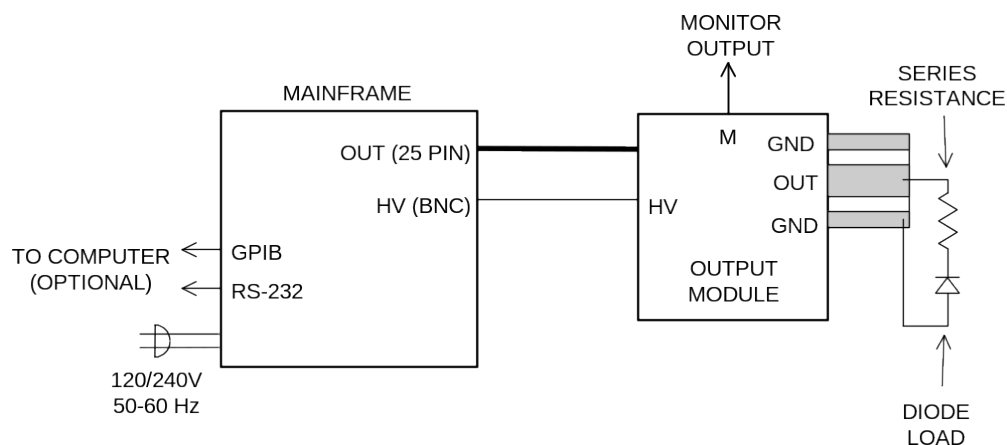 MONITOR
OUTPUT
SERIES
RESISTANCE
MAINFRAME
OUT (25 PIN)
HV (BNC)
GPIB
RS-232
TO COMPUTER
(OPTIONAL)
120/240V
50-60 Hz
M
GND
OUT
GND
HV
OUTPUT
MODULE
DIODE
LOAD